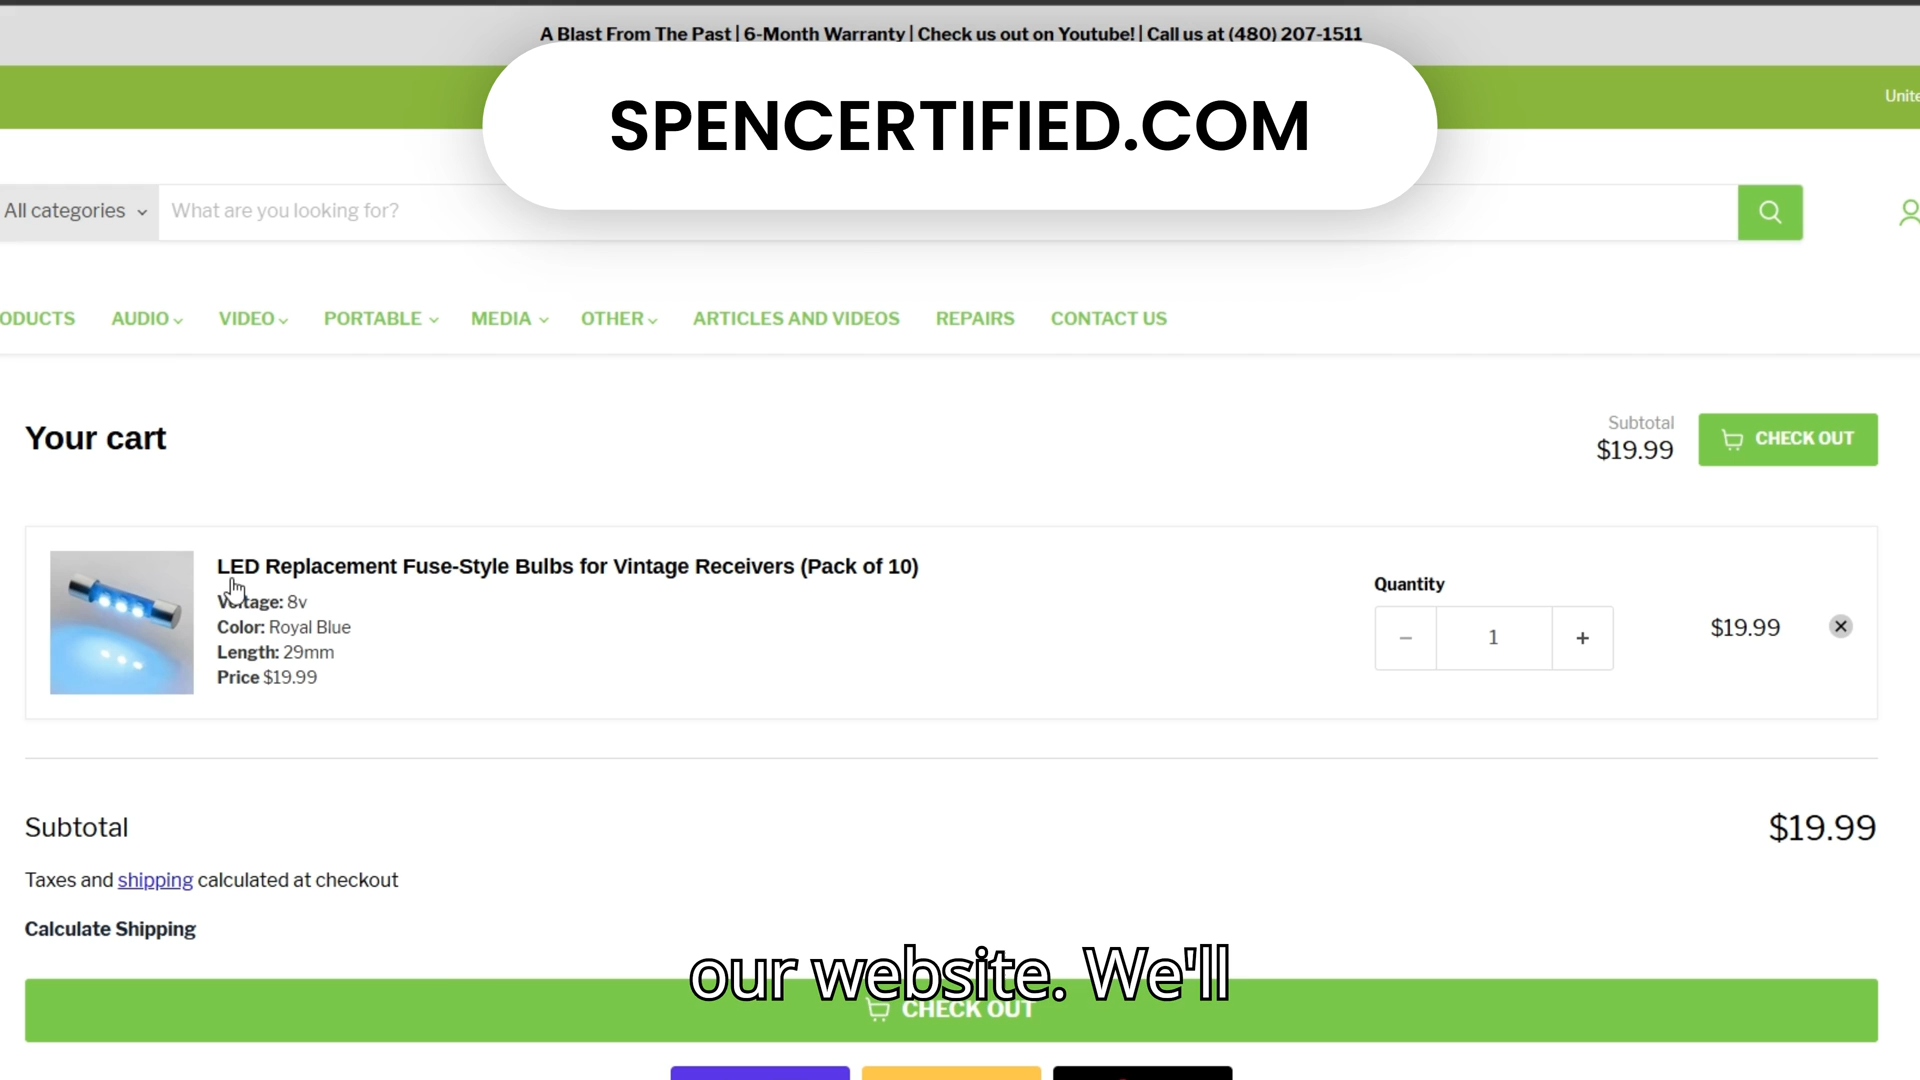 A Blast From The Past | 6-Month Warranty | Check us out on Youtube! | Call us at (480) 207-1511
SPENCERTIFIED.COM
All categories
What are you looking for?
AUDIO
VIDEO
PORTABLE
MEDIA
OTHER
ARTICLES AND VIDEOS
REPAIRS
CONTACT US
Your cart
Subtotal
$19.99
CHECK OUT
LED Replacement Fuse-Style Bulbs for Vintage Receivers (Pack of 10)
Voltage: 8v
Color: Royal Blue
Length: 29mm
Price $19.99
Quantity
− 1 +
$19.99
Subtotal
$19.99
Taxes and shipping calculated at checkout
Calculate Shipping
our website. We'll
CHECK OUT